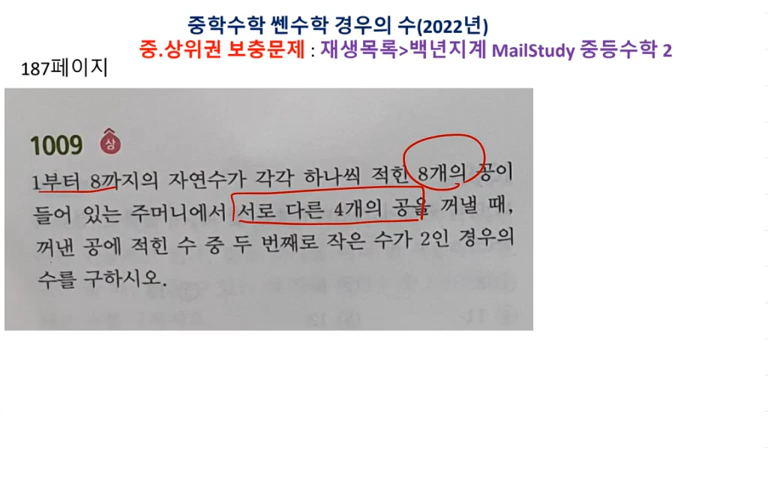 중학수학 쎈수학 경우의 수(2022년)
중.상위권 보충문제 : 재생목록>백년지계 MailStudy 중등수학 2
187페이지
1009 상
1부터 8까지의 자연수가 각각 하나씩 적힌 8개의 공이
들어 있는 주머니에서 서로 다른 4개의 공을 꺼낼 때,
꺼낸 공에 적힌 수 중 두 번째로 작은 수가 2인 경우의
수를 구하시오.